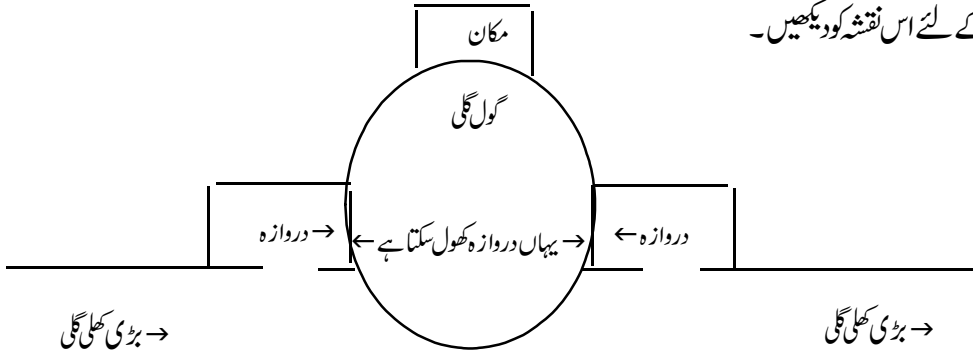 کے لئے اس نقشہ کو دیکھیں۔
مکان
گول گلی
دروازہ ←
→ یہاں دروازہ کھول سکتا ہے ←
→ دروازہ
بڑی کھلی گلی ←
بڑی کھلی گلی ←